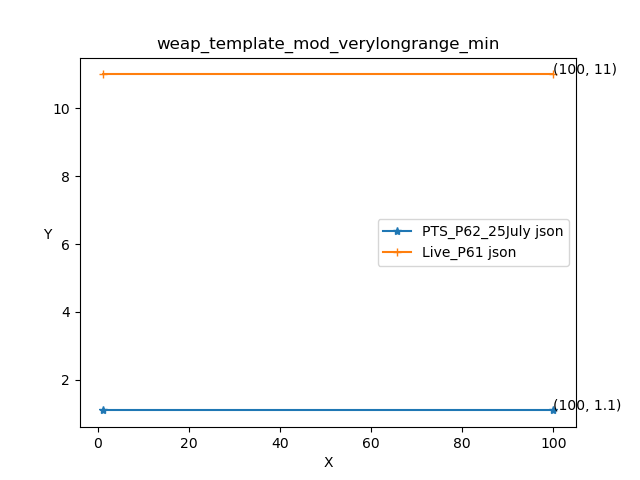 weap_template_mod_verylongrange_min
(100, 11)
10
8
Y
6
4
2
PTS_P62_25July json
Live_P61 json
(100, 1.1)
0
20
40
60
80
100
X